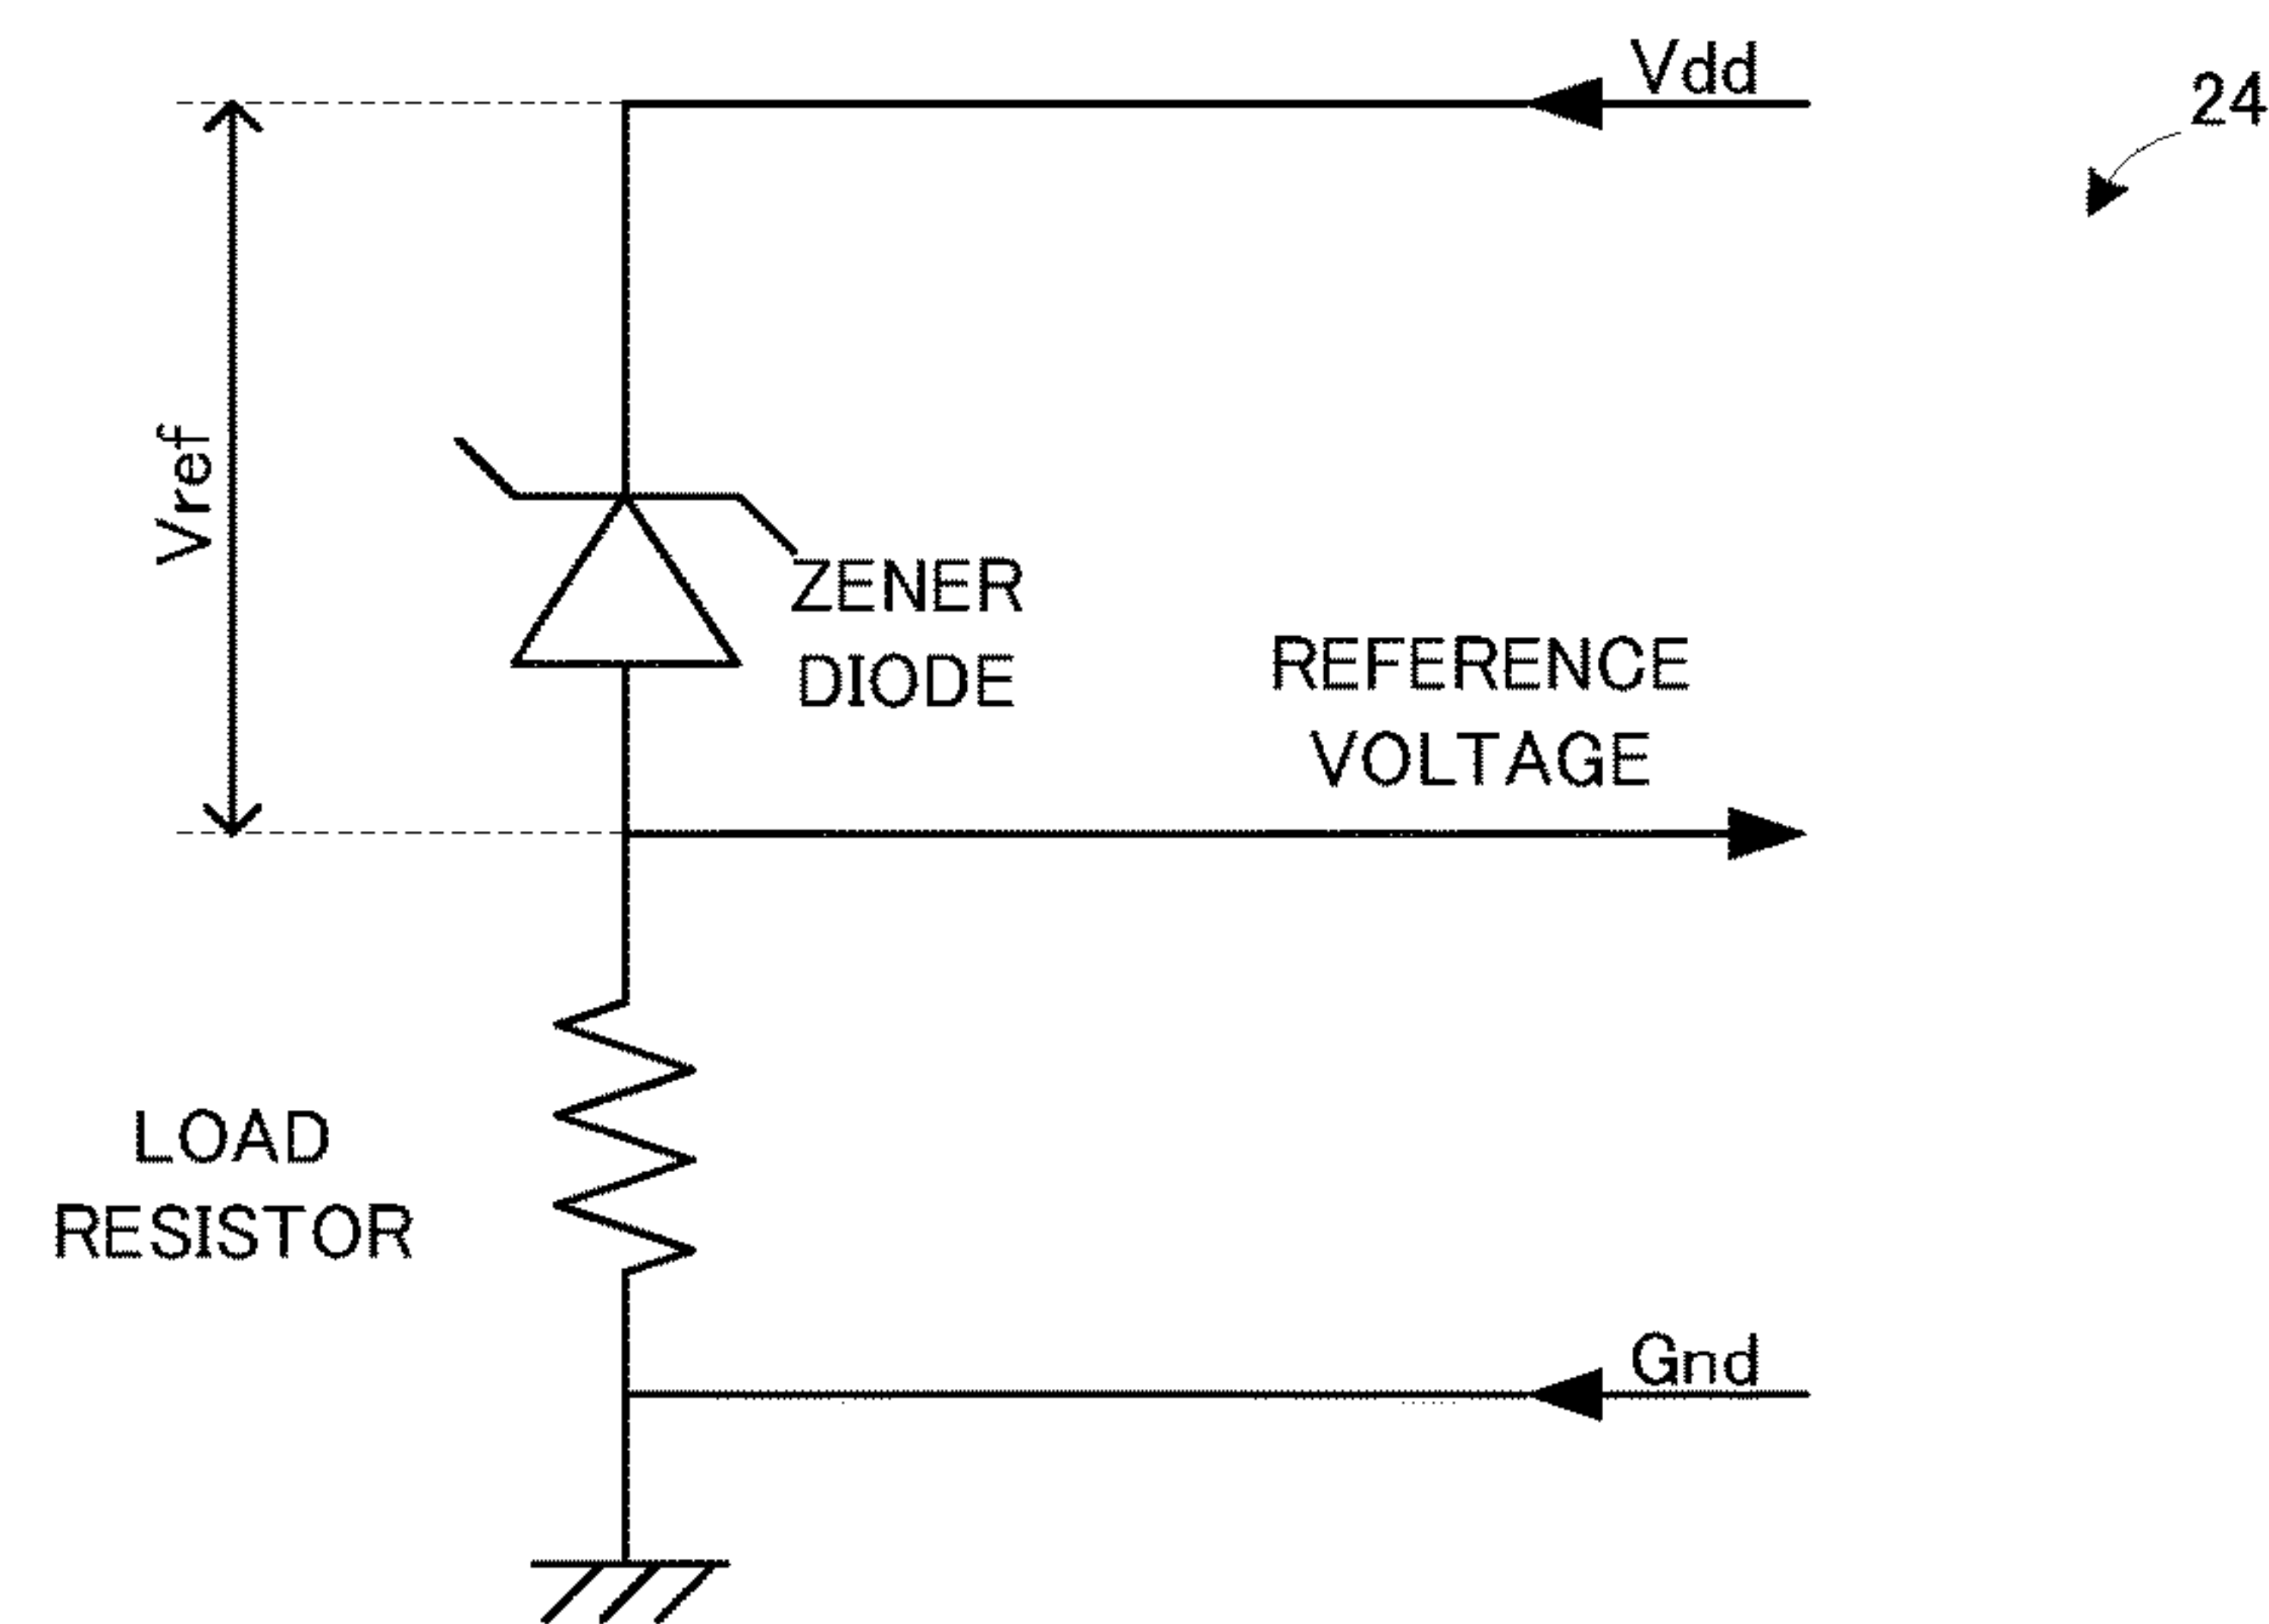 Vdd
24
Vref
ZENER
DIODE
REFERENCE
VOLTAGE
LOAD
RESISTOR
Gnd